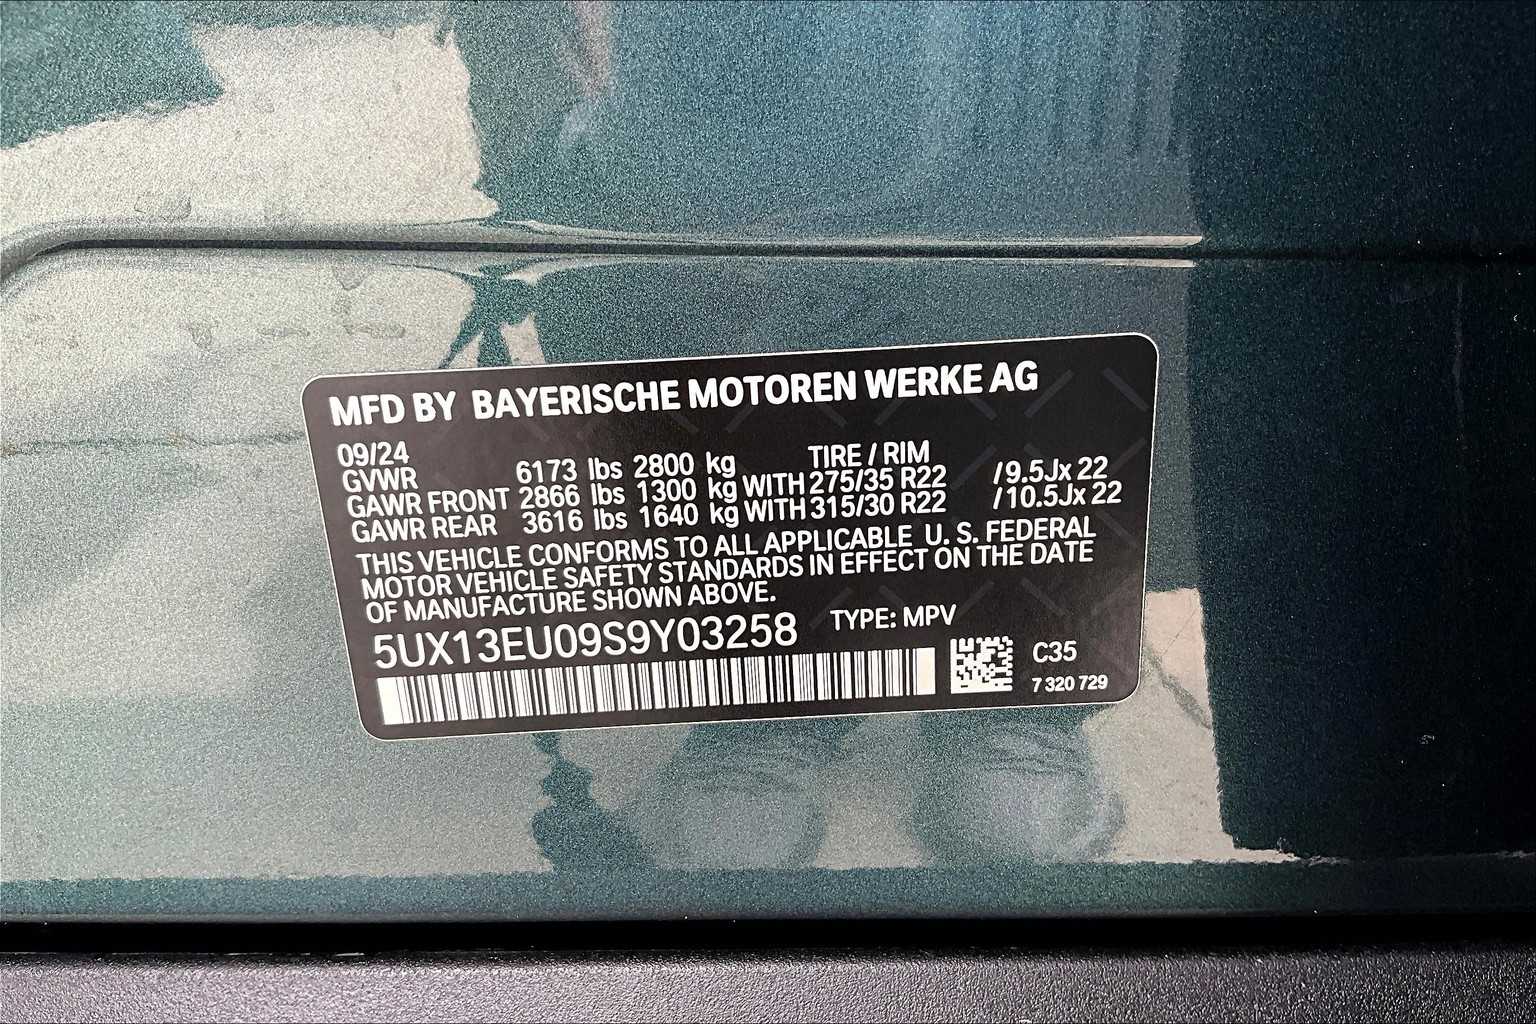 MFD BY BAYERISCHE MOTOREN WERKE AG
09/24 TIRE / RIM
GVWR 6173 lbs 2800 kg
GAWR FRONT 2866 lbs 1300 kg WITH 275/35 R22 /9.5Jx 22
GAWR REAR 3616 lbs 1640 kg WITH 315/30 R22 /10.5Jx 22
THIS VEHICLE CONFORMS TO ALL APPLICABLE U. S. FEDERAL
MOTOR VEHICLE SAFETY STANDARDS IN EFFECT ON THE DATE
OF MANUFACTURE SHOWN ABOVE.
5UX13EU09S9Y03258 TYPE: MPV
C35
7 320 729